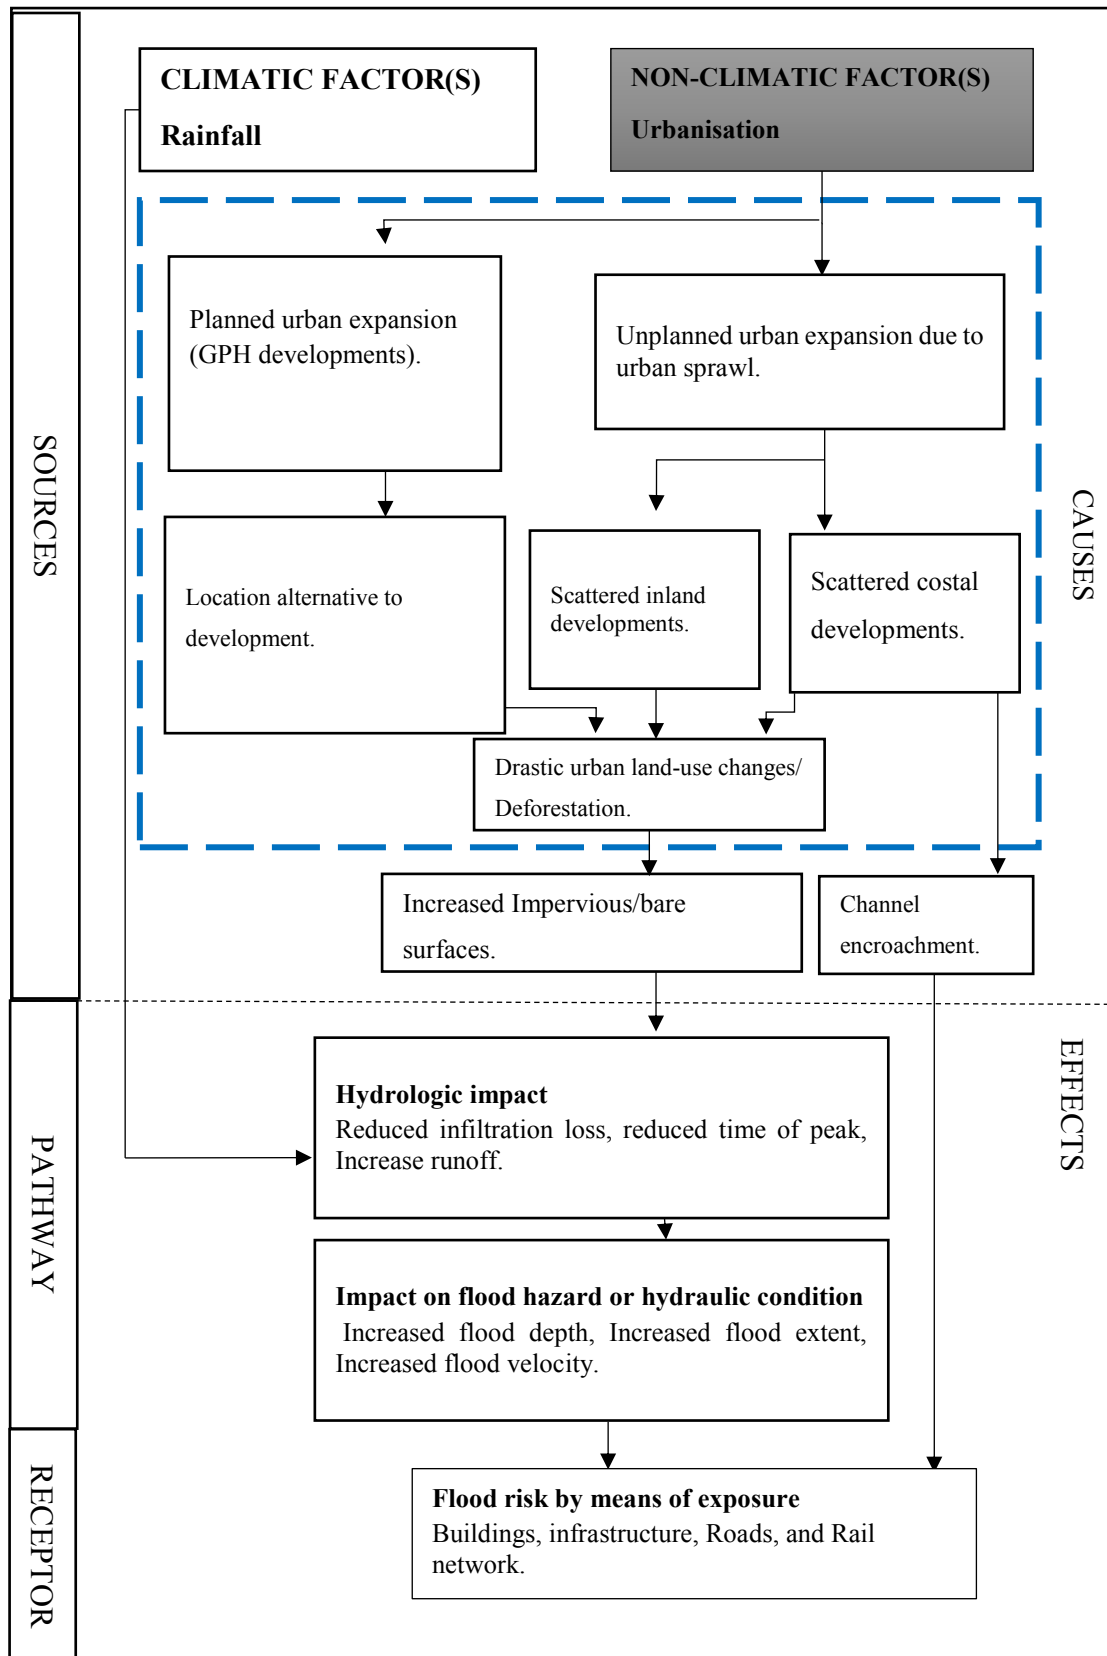 CLIMATIC FACTOR(S)
Rainfall
NON-CLIMATIC FACTOR(S)
Urbanisation
SOURCES
CAUSES
Planned urban expansion
(GPH developments).
Unplanned urban expansion due to
urban sprawl.
Location alternative to
development.
Scattered inland
developments.
Scattered costal
developments.
Drastic urban land-use changes/
Deforestation.
Increased Impervious/bare
surfaces.
Channel
encroachment.
PATHWAY
EFFECTS
Hydrologic impact
Reduced infiltration loss, reduced time of peak,
Increase runoff.
Impact on flood hazard or hydraulic condition
Increased flood depth, Increased flood extent,
Increased flood velocity.
RECEPTOR
Flood risk by means of exposure
Buildings, infrastructure, Roads, and Rail
network.